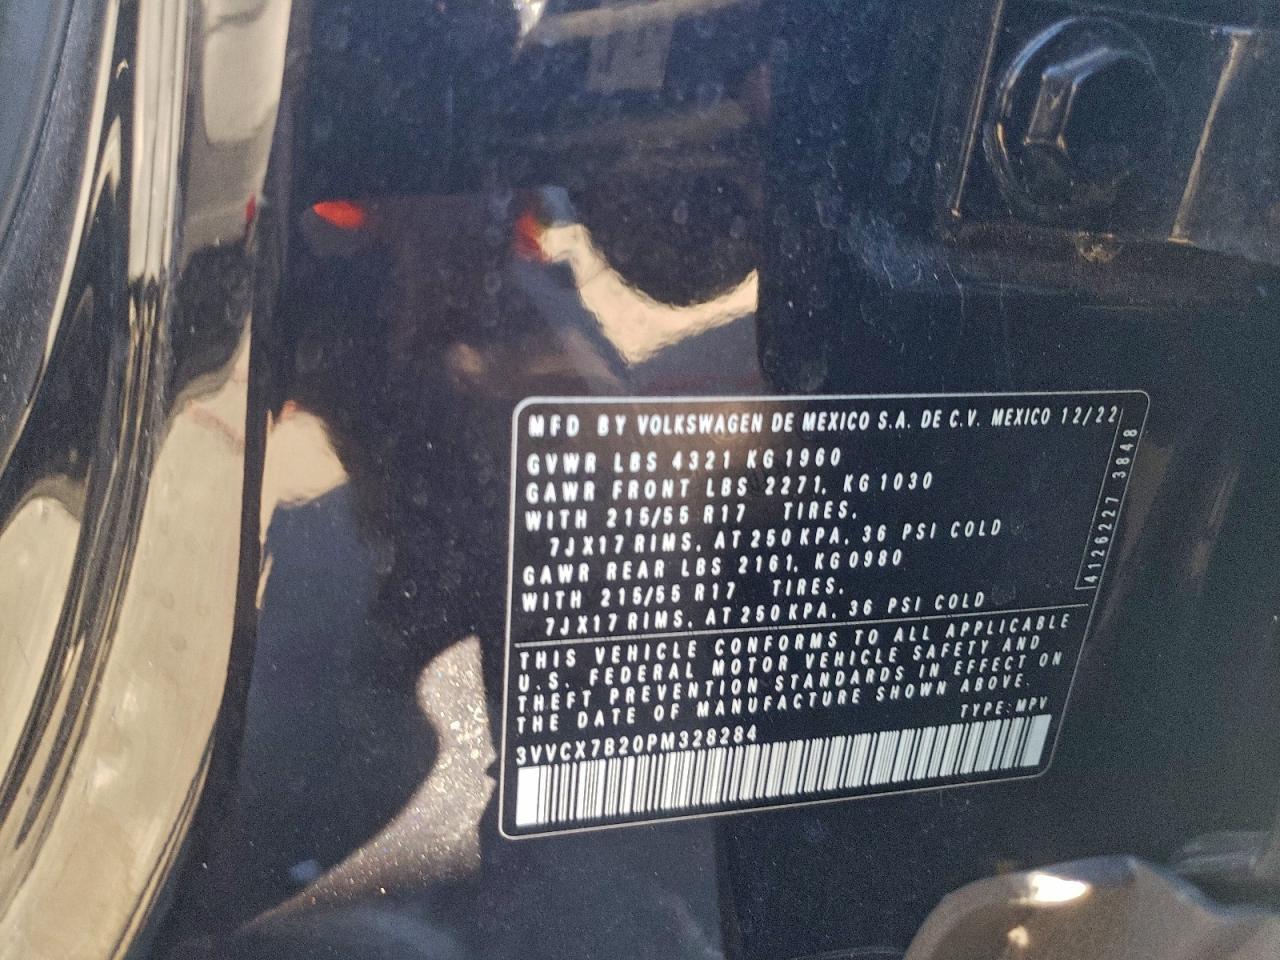 MFD BY VOLKSWAGEN DE MEXICO S.A. DE C.V. MEXICO 12/22
GVWR LBS 4321 KG 1960
GAWR FRONT LBS 2271, KG 1030
WITH 215/55 R17 TIRES,
7JX17 RIMS, AT 250 KPA, 36 PSI COLD
GAWR REAR LBS 2161, KG 0980
WITH 215/55 R17 TIRES,
7JX17 RIMS, AT 250 KPA, 36 PSI COLD
THIS VEHICLE CONFORMS TO ALL APPLICABLE
U.S. FEDERAL MOTOR VEHICLE SAFETY AND
THEFT PREVENTION STANDARDS IN EFFECT ON
THE DATE OF MANUFACTURE SHOWN ABOVE.
TYPE: MPV
3VVCX7B20PM328284
4126227 3848